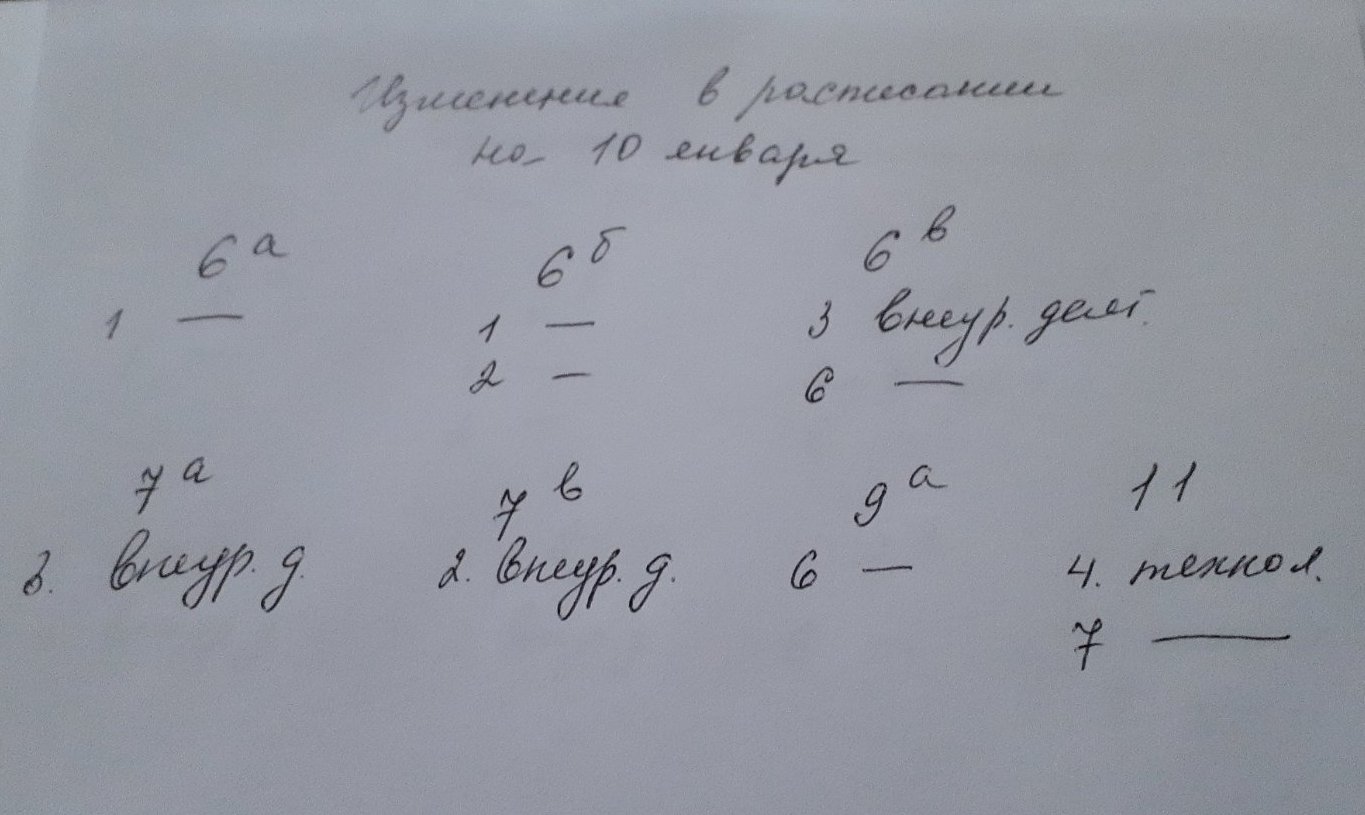 Изменение в расписании
на 10 января
6 а 6 б 6 в
1 — 1 — 3 внеур. деят.
2 — 6 —
7 а 7 в 9 а 11
3. внеур. д. 2. внеур. д. 6 — 4. технол.
7 —